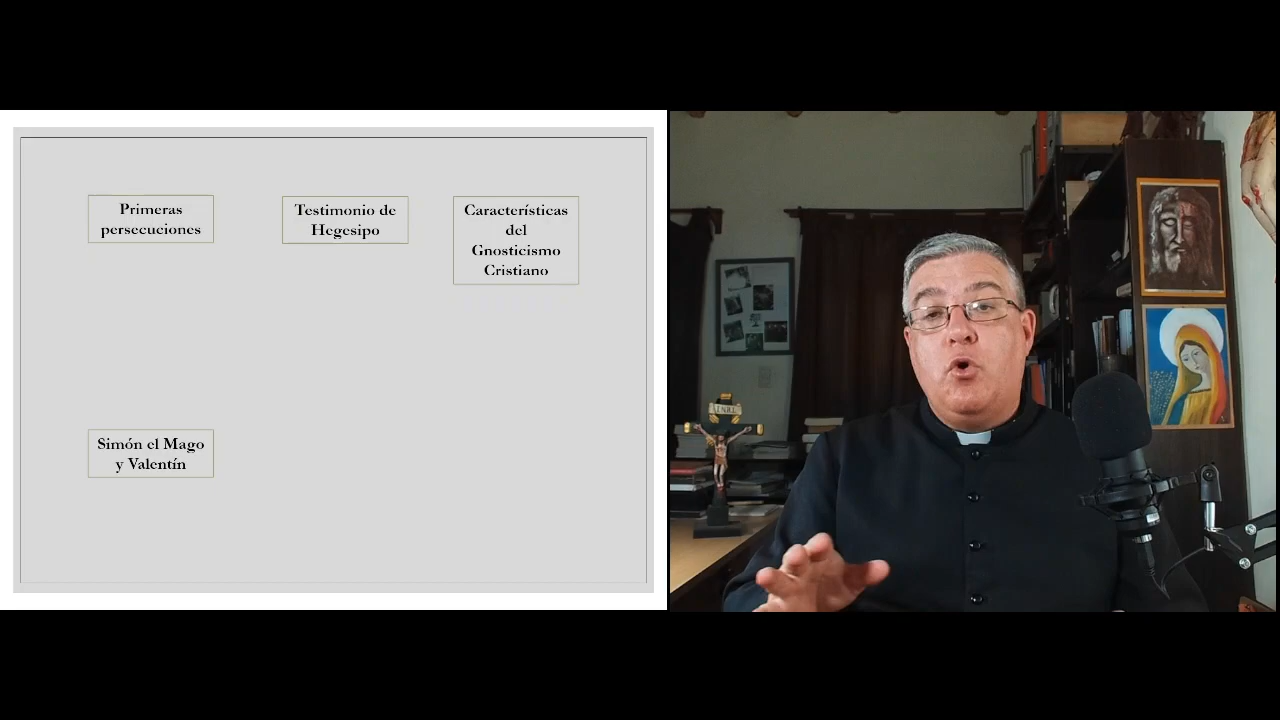 Primeras
persecuciones
Testimonio de
Hegesipo
Características
del
Gnosticismo
Cristiano
Simón el Mago
y Valentín